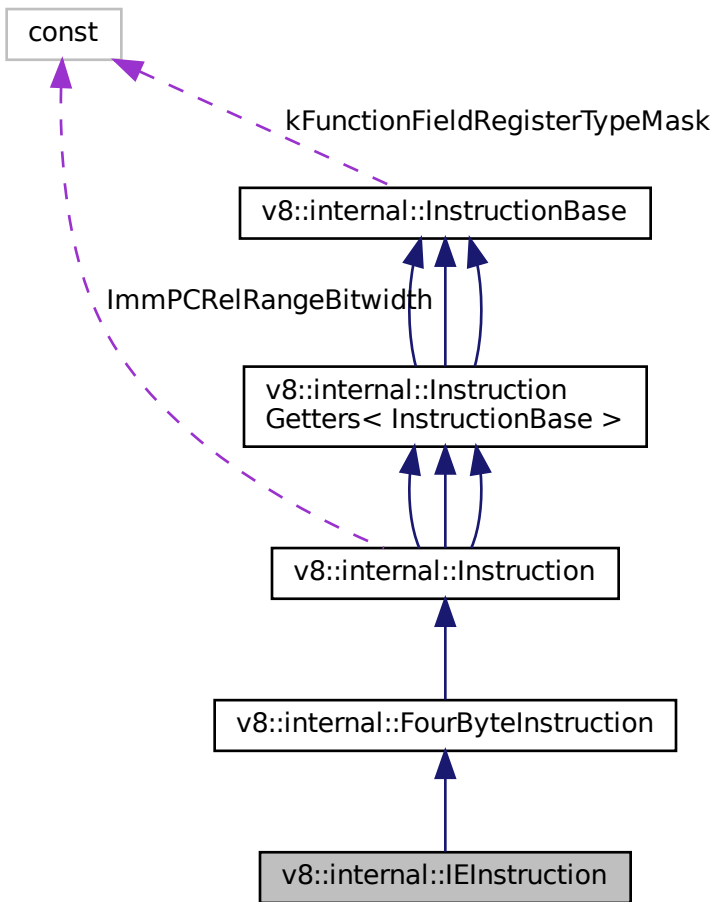 const
kFunctionFieldRegisterTypeMask
v8::internal::InstructionBase
ImmPCRelRangeBitwidth
v8::internal::Instruction
Getters< InstructionBase >
v8::internal::Instruction
v8::internal::FourByteInstruction
v8::internal::IEInstruction